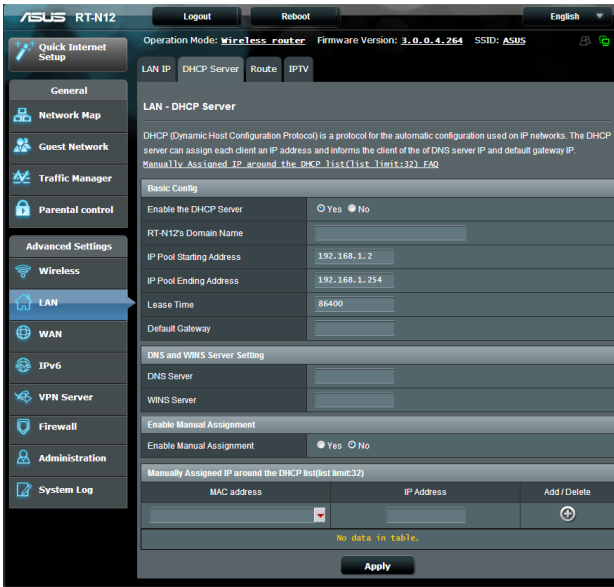 ASUS RT-N12
Logout
Reboot
English
Quick Internet Setup
Operation Mode: Wireless router Firmware Version: 3.0.0.4.264 SSID: ASUS
LAN IP
DHCP Server
Route
IPTV
General
Network Map
Guest Network
Traffic Manager
Parental control
Advanced Settings
Wireless
LAN
WAN
IPv6
VPN Server
Firewall
Administration
System Log
LAN - DHCP Server
DHCP (Dynamic Host Configuration Protocol) is a protocol for the automatic configuration used on IP networks. The DHCP
server can assign each client an IP address and informs the client of the of DNS server IP and default gateway IP.
Manually Assigned IP around the DHCP list(list limit:32) FAQ
Basic Config
Enable the DHCP Server Yes No
RT-N12's Domain Name
IP Pool Starting Address 192.168.1.2
IP Pool Ending Address 192.168.1.254
Lease Time 86400
Default Gateway
DNS and WINS Server Setting
DNS Server
WINS Server
Enable Manual Assignment
Enable Manual Assignment Yes No
Manually Assigned IP around the DHCP list(list limit:32)
MAC address IP Address Add / Delete
No data in table.
Apply